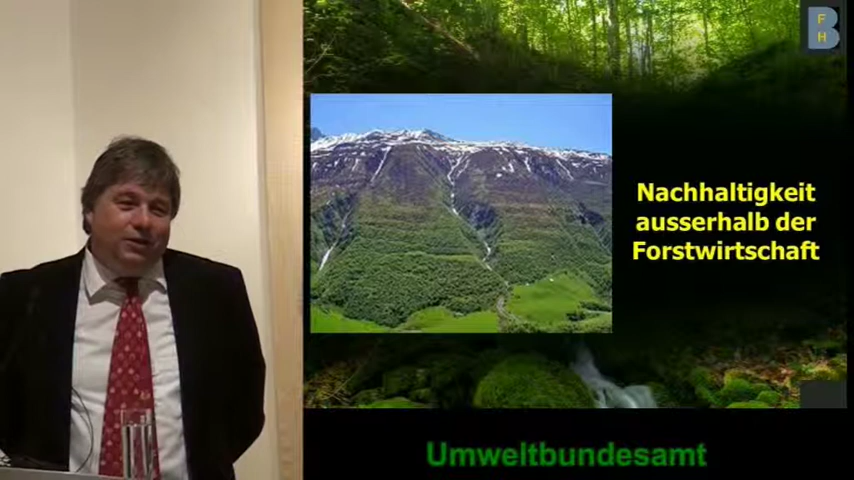 B
F
H
Nachhaltigkeit
ausserhalb der
Forstwirtschaft
Umweltbundesamt